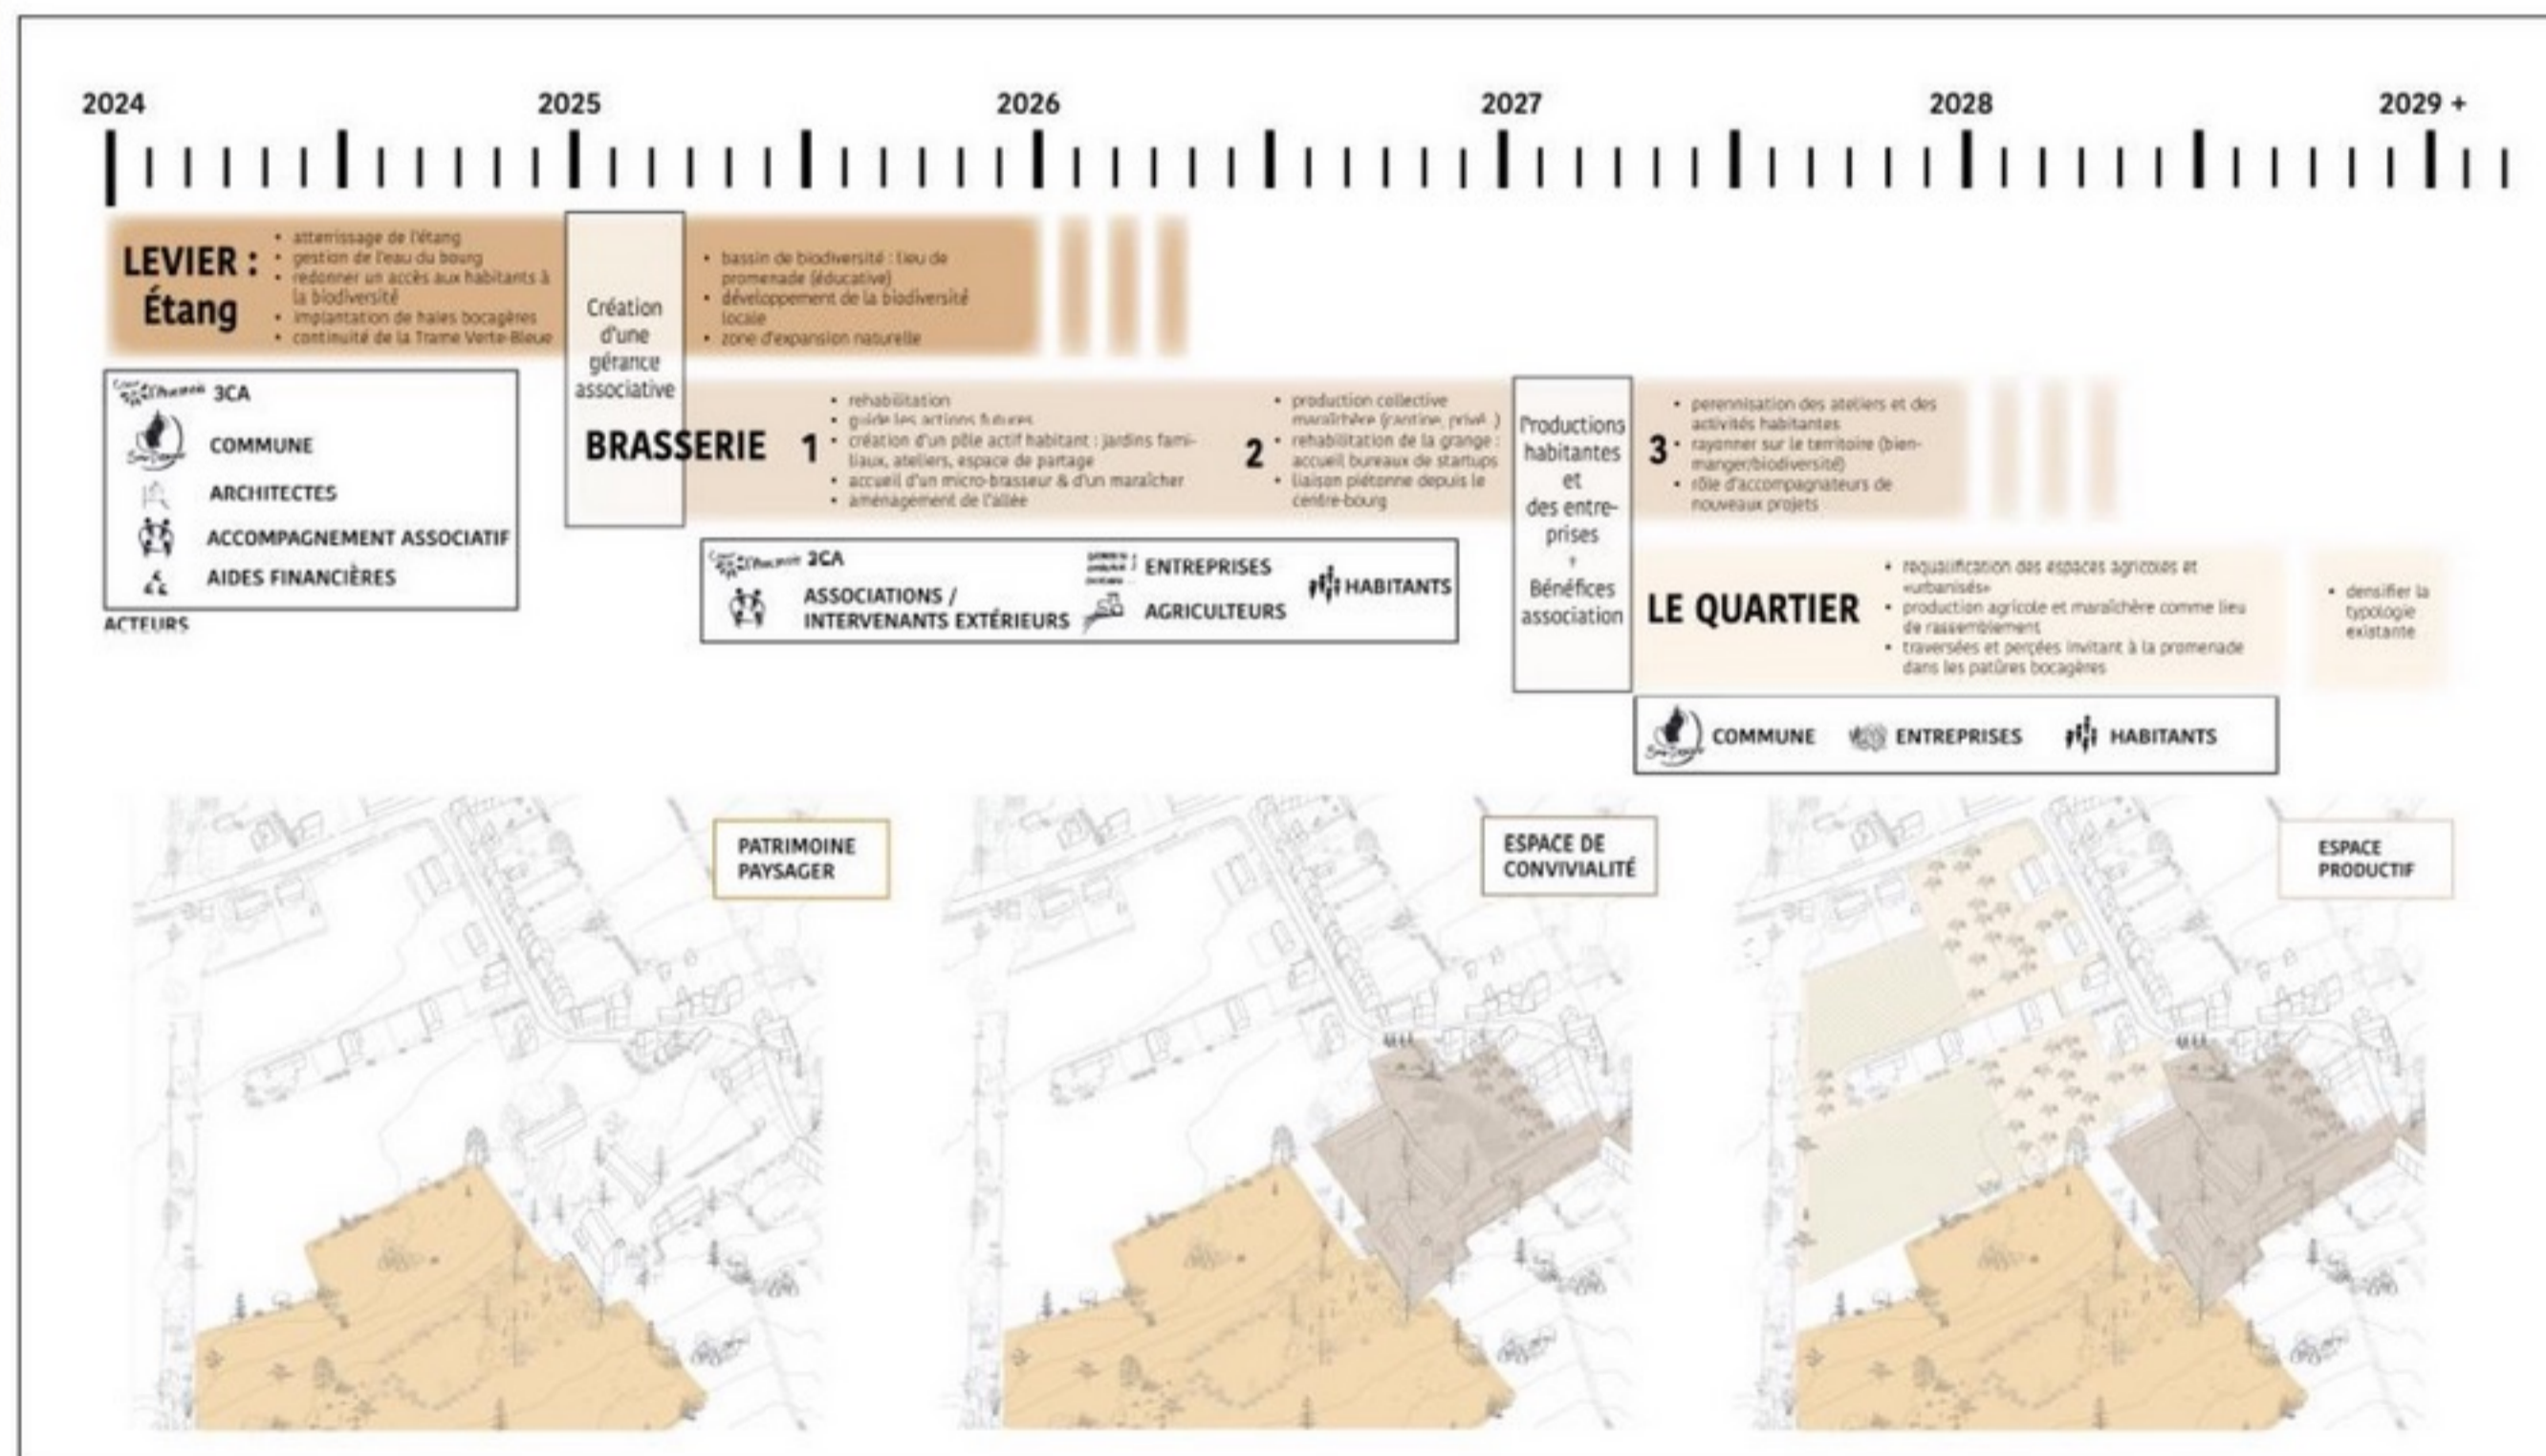 2024
2025
2026
2027
2028
2029 +
LEVIER :
Étang
• atterrissage de l'étang
• gestion de l'eau du bourg
• redonner un accès aux habitants à
la biodiversité
• implantation de haies bocagères
• continuité de la Trame Verte-Bleue
Création
d'une
gérance
associative
• bassin de biodiversité : lieu de
promenade (éducative)
• développement de la biodiversité
locale
• zone d'expansion naturelle
3CA
COMMUNE
ARCHITECTES
ACCOMPAGNEMENT ASSOCIATIF
AIDES FINANCIÈRES
ACTEURS
BRASSERIE
1
• rehabilitation
• guide les actions futures
• création d'un pôle actif habitant : jardins fami-
liaux, ateliers, espace de partage
• accueil d'un micro-brasseur & d'un maraîcher
• aménagement de l'allée
2
• production collective
maraîchère (cantine, privé..)
• rehabilitation de la grange :
accueil bureaux de startups
• liaison piétonne depuis le
centre-bourg
Productions
habitantes
et
des entre-
prises
+
Bénéfices
association
3
• perennisation des ateliers et des
activités habitantes
• rayonner sur le territoire (bien-
manger/biodiversité)
• rôle d'accompagnateurs de
nouveaux projets
3CA
ASSOCIATIONS /
INTERVENANTS EXTÉRIEURS
ENTREPRISES
AGRICULTEURS
HABITANTS
LE QUARTIER
• requalification des espaces agricoles et
«urbanisés»
• production agricole et maraîchère comme lieu
de rassemblement
• traversées et perçées invitant à la promenade
dans les patûres bocagères
• densifier la
typologie
existante
COMMUNE
ENTREPRISES
HABITANTS
PATRIMOINE
PAYSAGER
ESPACE DE
CONVIVIALITÉ
ESPACE
PRODUCTIF